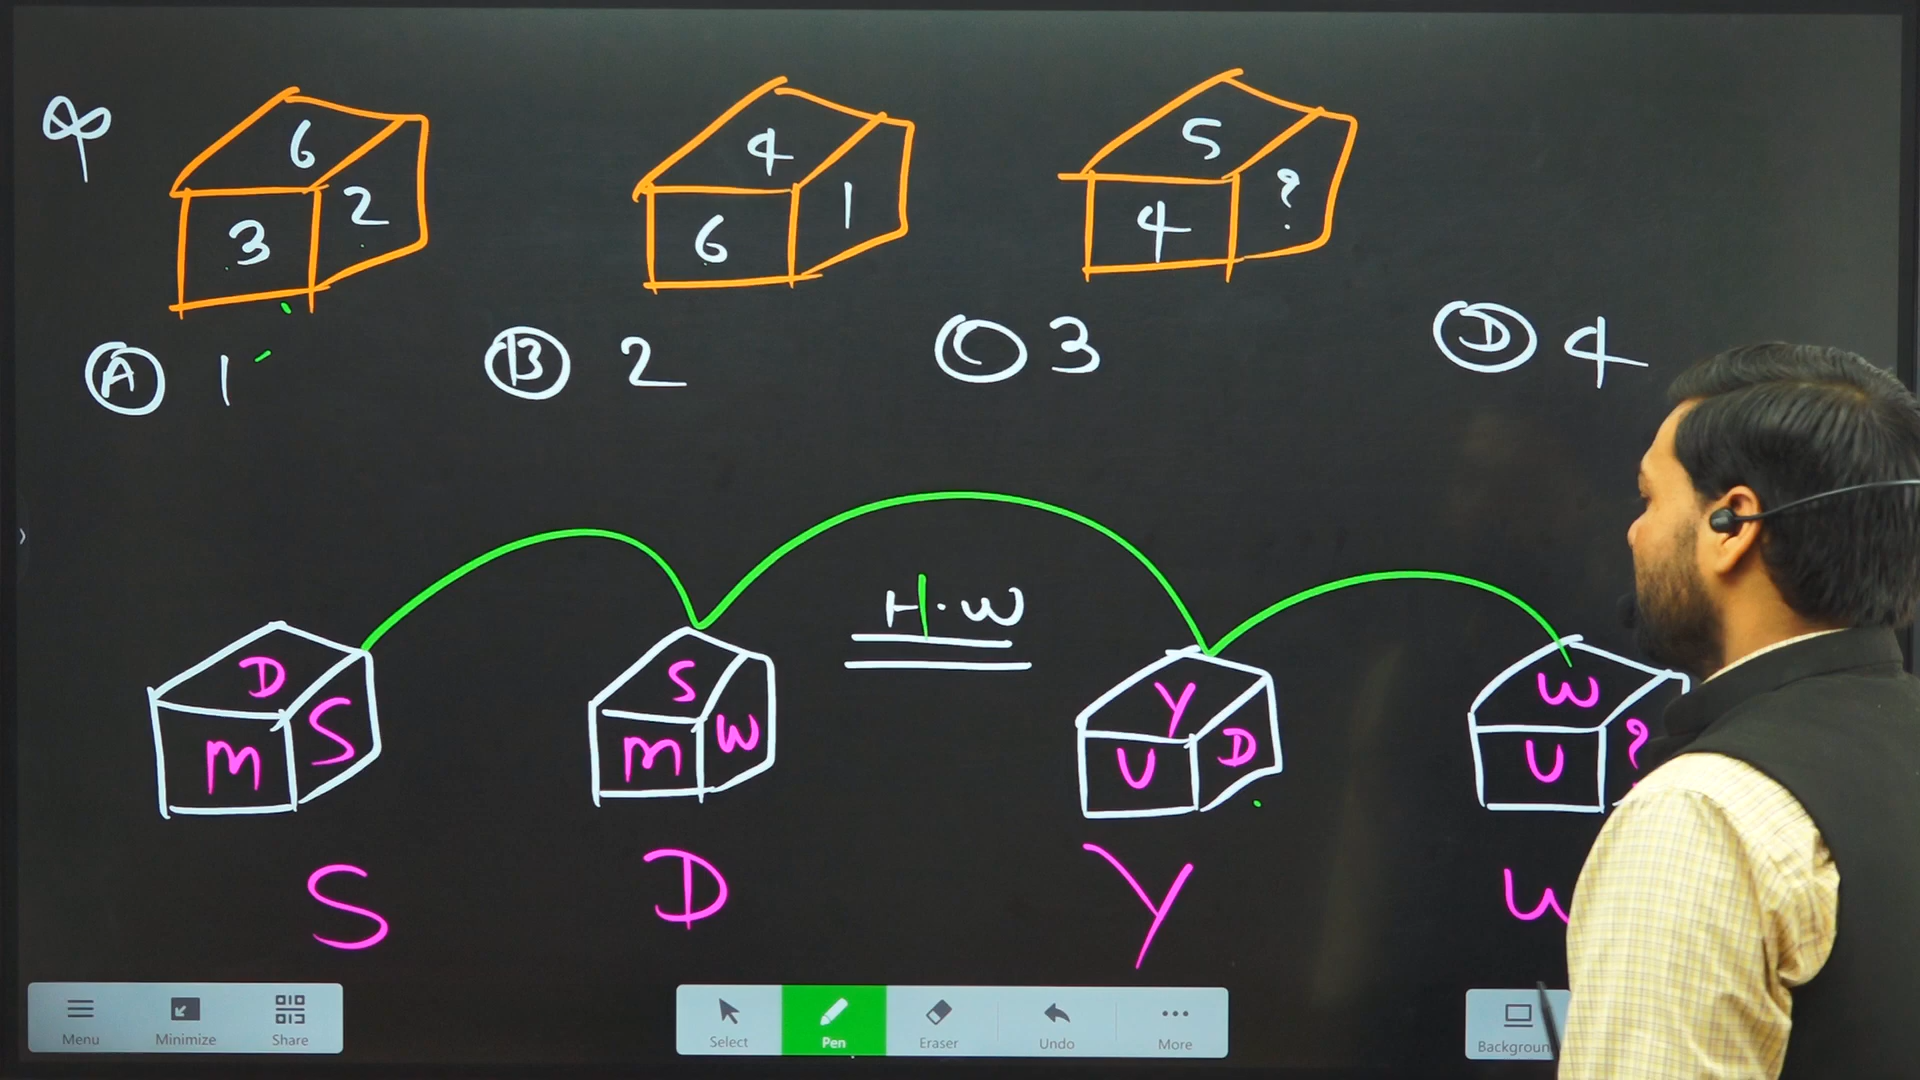 Q
6 3 2
4 6 1
5 4 ?
(A) 1 (B) 2 (C) 3 (D) 4
H.W
D M S
S M W
Y U D
W U ?
S D Y
Menu Minimize Share Select Pen Eraser Undo More